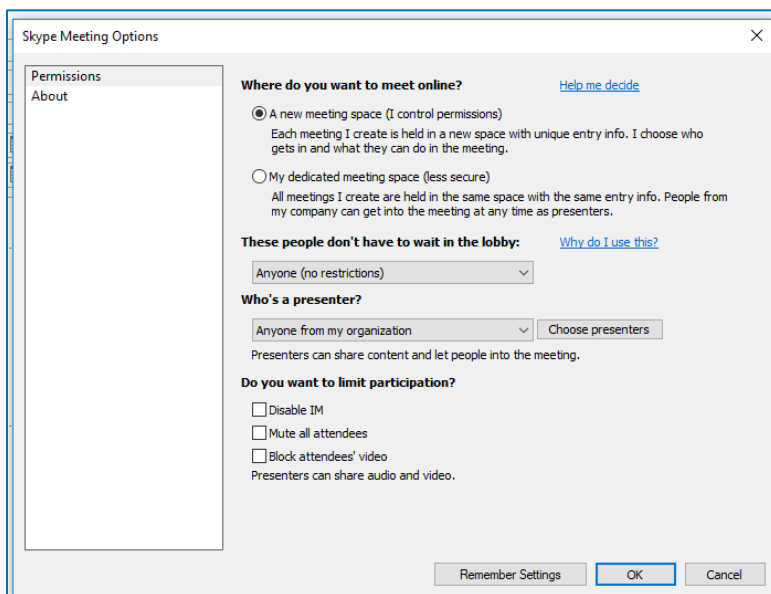 Skype Meeting Options
Permissions
About
Where do you want to meet online?
Help me decide
A new meeting space (I control permissions)
Each meeting I create is held in a new space with unique entry info. I choose who
gets in and what they can do in the meeting.
My dedicated meeting space (less secure)
All meetings I create are held in the same space with the same entry info. People from
my company can get into the meeting at any time as presenters.
These people don't have to wait in the lobby:
Why do I use this?
Anyone (no restrictions)
Who's a presenter?
Anyone from my organization
Choose presenters
Presenters can share content and let people into the meeting.
Do you want to limit participation?
Disable IM
Mute all attendees
Block attendees' video
Presenters can share audio and video.
Remember Settings
OK
Cancel